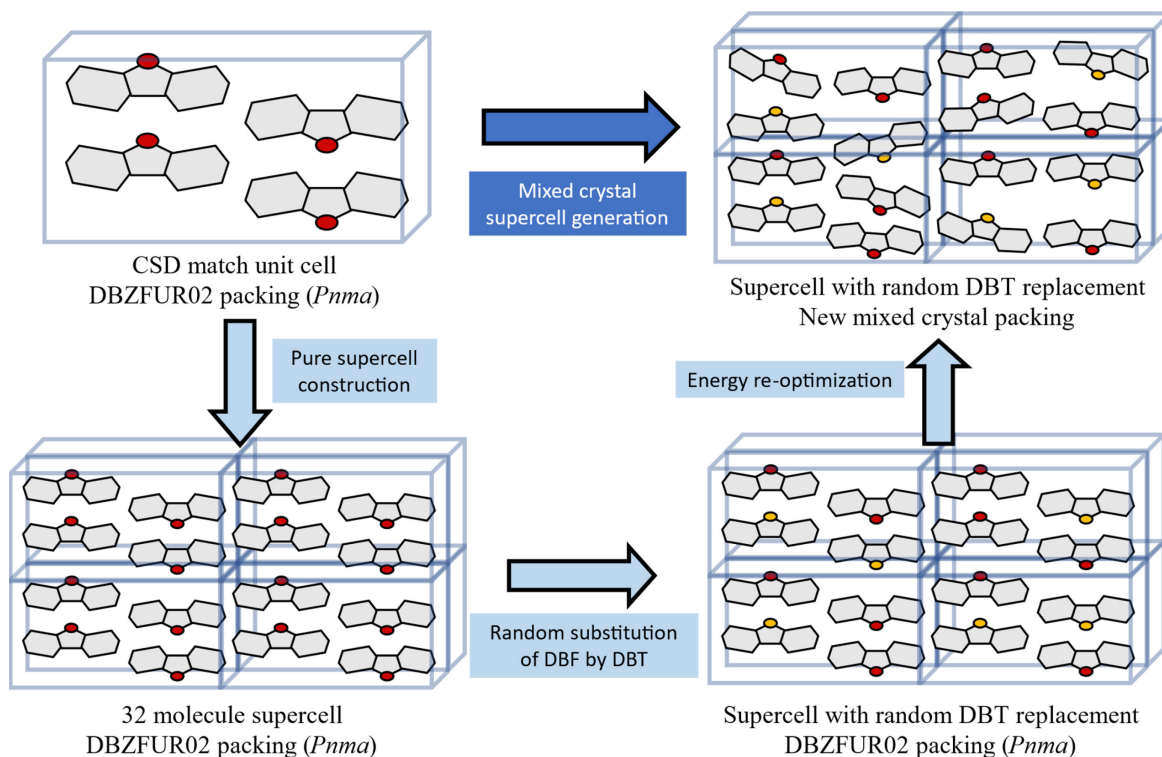 Mixed crystal
supercell generation
CSD match unit cell
DBZFUR02 packing (Pnma)
Supercell with random DBT replacement
New mixed crystal packing
Pure supercell
construction
Energy re-optimization
Random substitution
of DBF by DBT
32 molecule supercell
DBZFUR02 packing (Pnma)
Supercell with random DBT replacement
DBZFUR02 packing (Pnma)